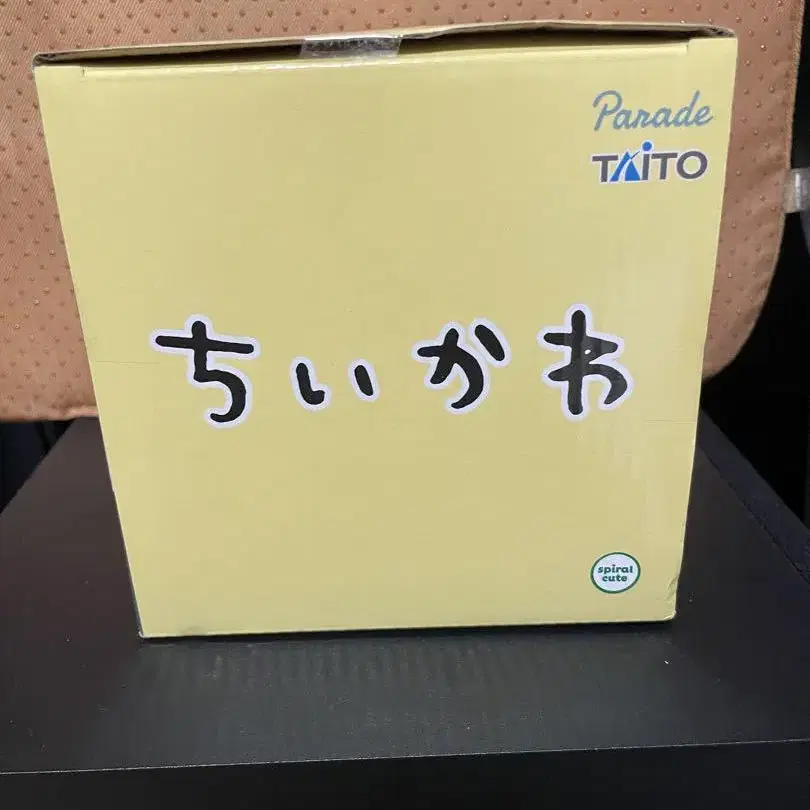 Parade
TAITO
ちいかわ
spiral
cute